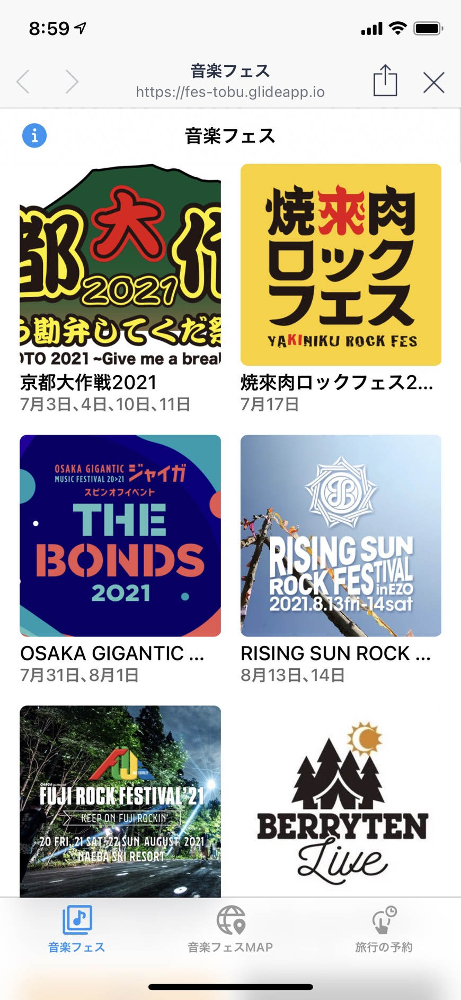 8:59
音楽フェス
https://fes-tobu.glideapp.io
音楽フェス
都大作
2021
う勘弁してくだ祭
OTO 2021 ~Give me a break
京都大作戦2021
7月3日、4日、10日、11日
焼來肉
ロック
フェス
YAKINIKU ROCK FES
焼來肉ロックフェス2...
7月17日
OSAKA GIGANTIC
MUSIC FESTIVAL 20>21
ジャイガ
スピンオフイベント
THE
BONDS
2021
OSAKA GIGANTIC ...
7月31日、8月1日
RISING SUN
ROCK FESTIVAL
in EZO
2021.8.13fri-14sat
RISING SUN ROCK ...
8月13日、14日
FUJI ROCK FESTIVAL'21
KEEP ON FUJI ROCKIN'
20 FRI, 21 SAT, 22 SUN AUGUST 2021
NAEBA SKI RESORT
BERRYTEN
Live
音楽フェス
音楽フェスMAP
旅行の予約